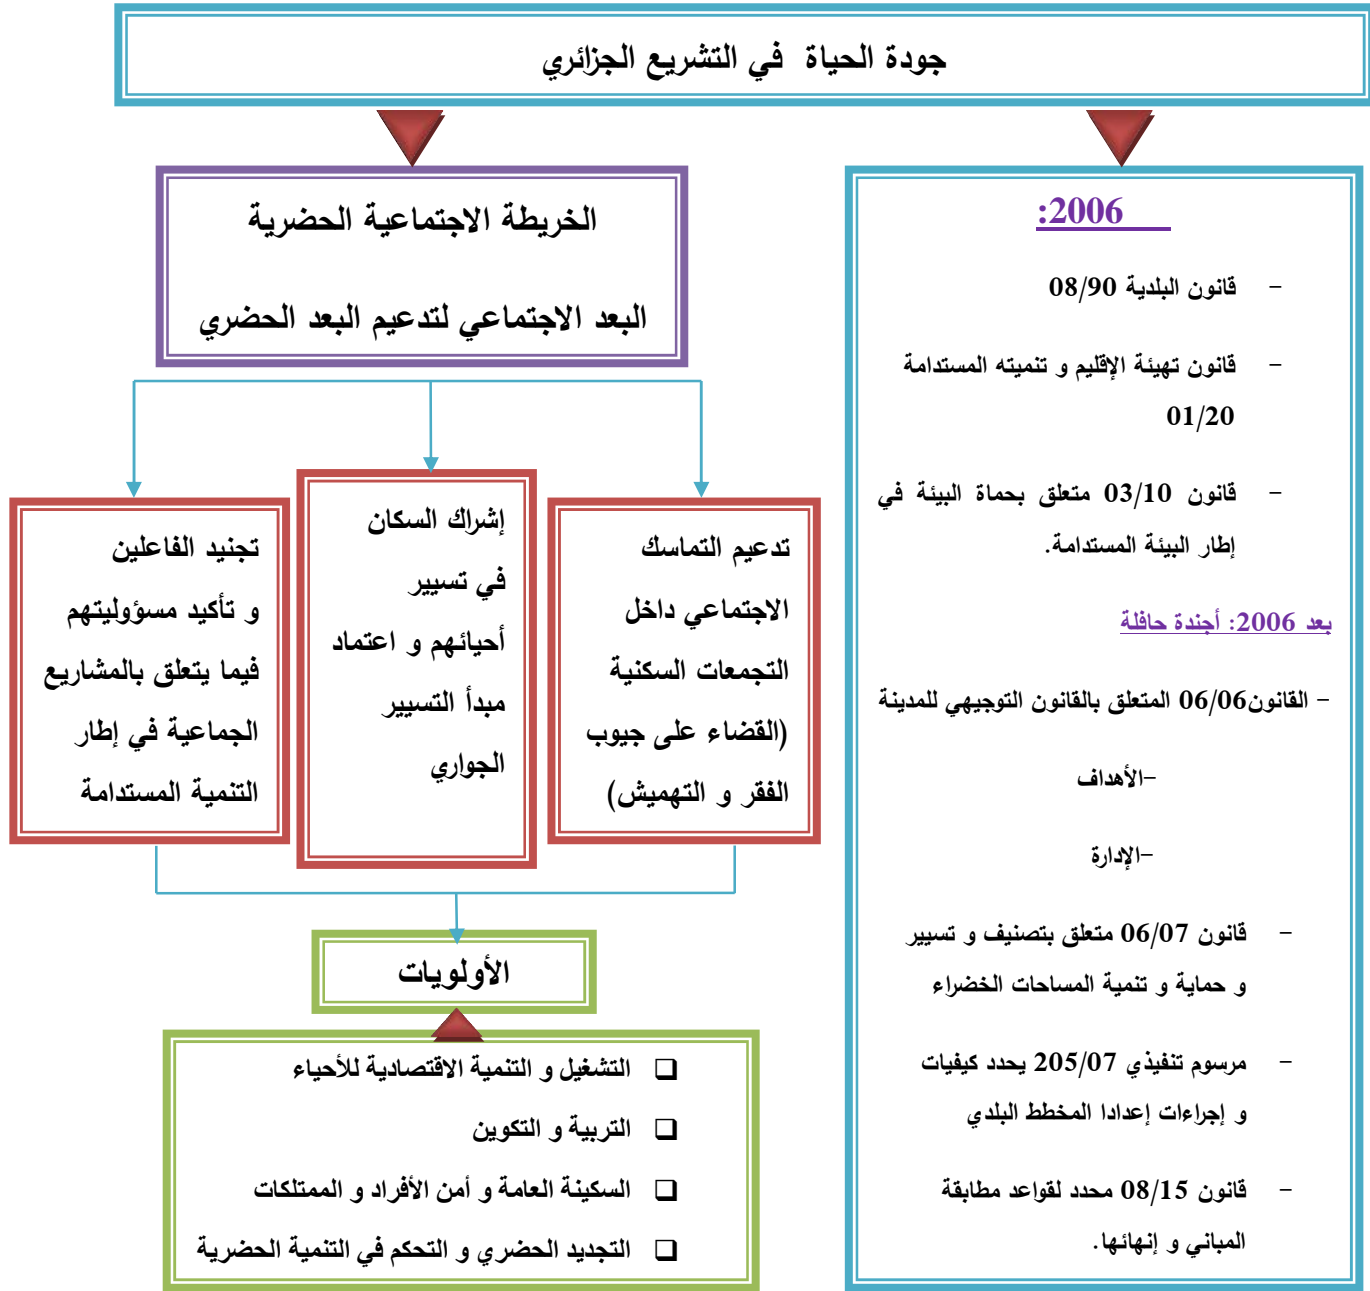 جودة الحياة في التشريع الجزائري
2006:
- قانون البلدية 08/90
- قانون تهيئة الإقليم و تنميته المستدامة
01/20
- قانون 03/10 متعلق بحماة البيئة في
إطار البيئة المستدامة.
بعد 2006: أجندة حافلة
- القانون06/06 المتعلق بالقانون التوجيهي للمدينة
-الأهداف
-الإدارة
- قانون 06/07 متعلق بتصنيف و تسيير
و حماية و تنمية المساحات الخضراء
- مرسوم تنفيذي 205/07 يحدد كيفيات
و إجراءات إعدادا المخطط البلدي
- قانون 08/15 محدد لقواعد مطابقة
المباني و إنهائها.
الخريطة الاجتماعية الحضرية
البعد الاجتماعي لتدعيم البعد الحضري
تدعيم التماسك
الاجتماعي داخل
التجمعات السكنية
(القضاء على جيوب
الفقر و التهميش)
إشراك السكان
في تسيير
أحيائهم و اعتماد
مبدأ التسيير
الجواري
تجنيد الفاعلين
و تأكيد مسؤوليتهم
فيما يتعلق بالمشاريع
الجماعية في إطار
التنمية المستدامة
الأولويات
❑ التشغيل و التنمية الاقتصادية للأحياء
❑ التربية و التكوين
❑ السكينة العامة و أمن الأفراد و الممتلكات
❑ التجديد الحضري و التحكم في التنمية الحضرية